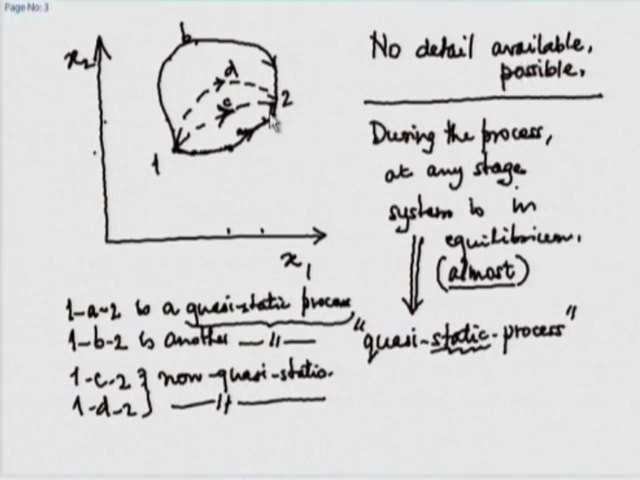 Page No: 3
x2
b
d
c
2
1
x1
No detail available,
possible.
During the process,
at any stage
system is in
equilibrium.
(almost)
"quasi-static-process"
1-a-2 is a quasi-static process
1-b-2 is another —〃—
1-c-2 } non-quasi-static.
1-d-2 } —〃—